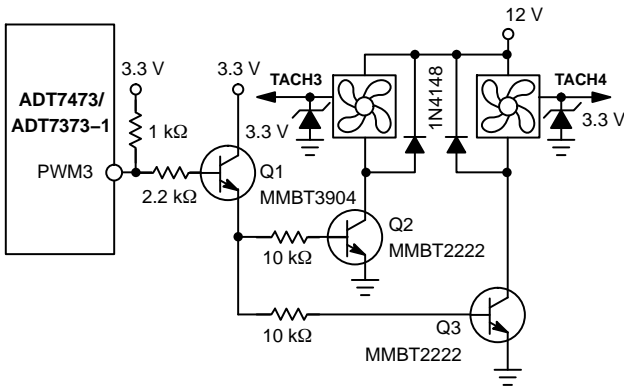 12 V
ADT7473/
ADT7373–1
3.3 V
3.3 V
TACH3
1N4148
TACH4
1 kΩ
3.3 V
3.3 V
PWM3
2.2 kΩ
Q1
MMBT3904
Q2
MMBT2222
10 kΩ
10 kΩ
Q3
MMBT2222